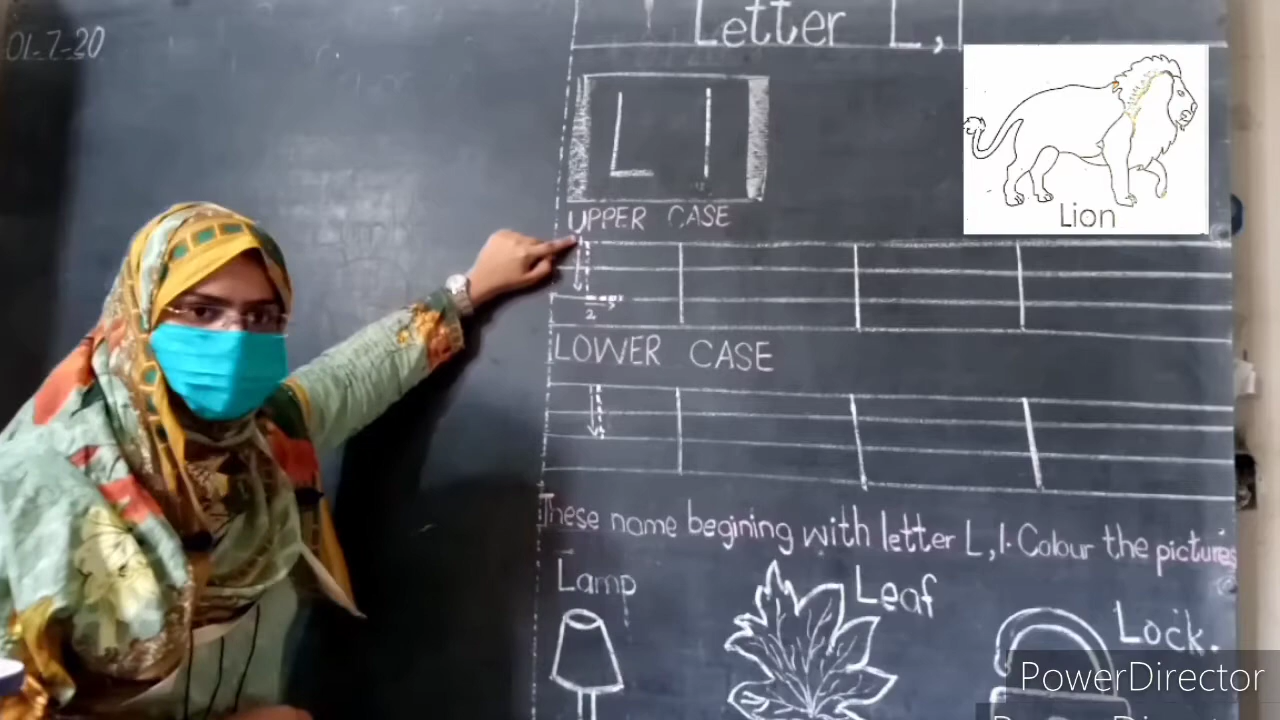 01-7-20
Letter L, l
L l
Lion
UPPER CASE
2
LOWER CASE
These name begining with letter L, l. Colour the pictures
Lamp
Leaf
Lock.
PowerDirector